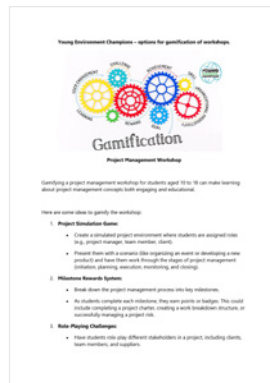 Young Environment Champions – options for gamification of workshops.
CHALLENGE
ACHIEVEMENT
LEARNING
REWARD
Gamification
Project Management Workshop
Gamifying a project management workshop for students aged 10 to 18 can make learning
about project management concepts both engaging and educational.
Here are some ideas to gamify the workshop:
1. Project Simulation Game:
• Create a simulated project environment where students are assigned roles
(e.g., project manager, team member, client).
• Present them with a scenario (like organizing an event or developing a new
product) and have them work through the stages of project management
(initiation, planning, execution, monitoring, and closing).
2. Milestone Rewards System:
• Break down the project management process into key milestones.
• As students complete each milestone, they earn points or badges. This could
include completing a project charter, creating a work breakdown structure, or
successfully managing a project risk.
3. Role-Playing Challenges:
• Have students role play different stakeholders in a project, including clients,
team members, and suppliers.